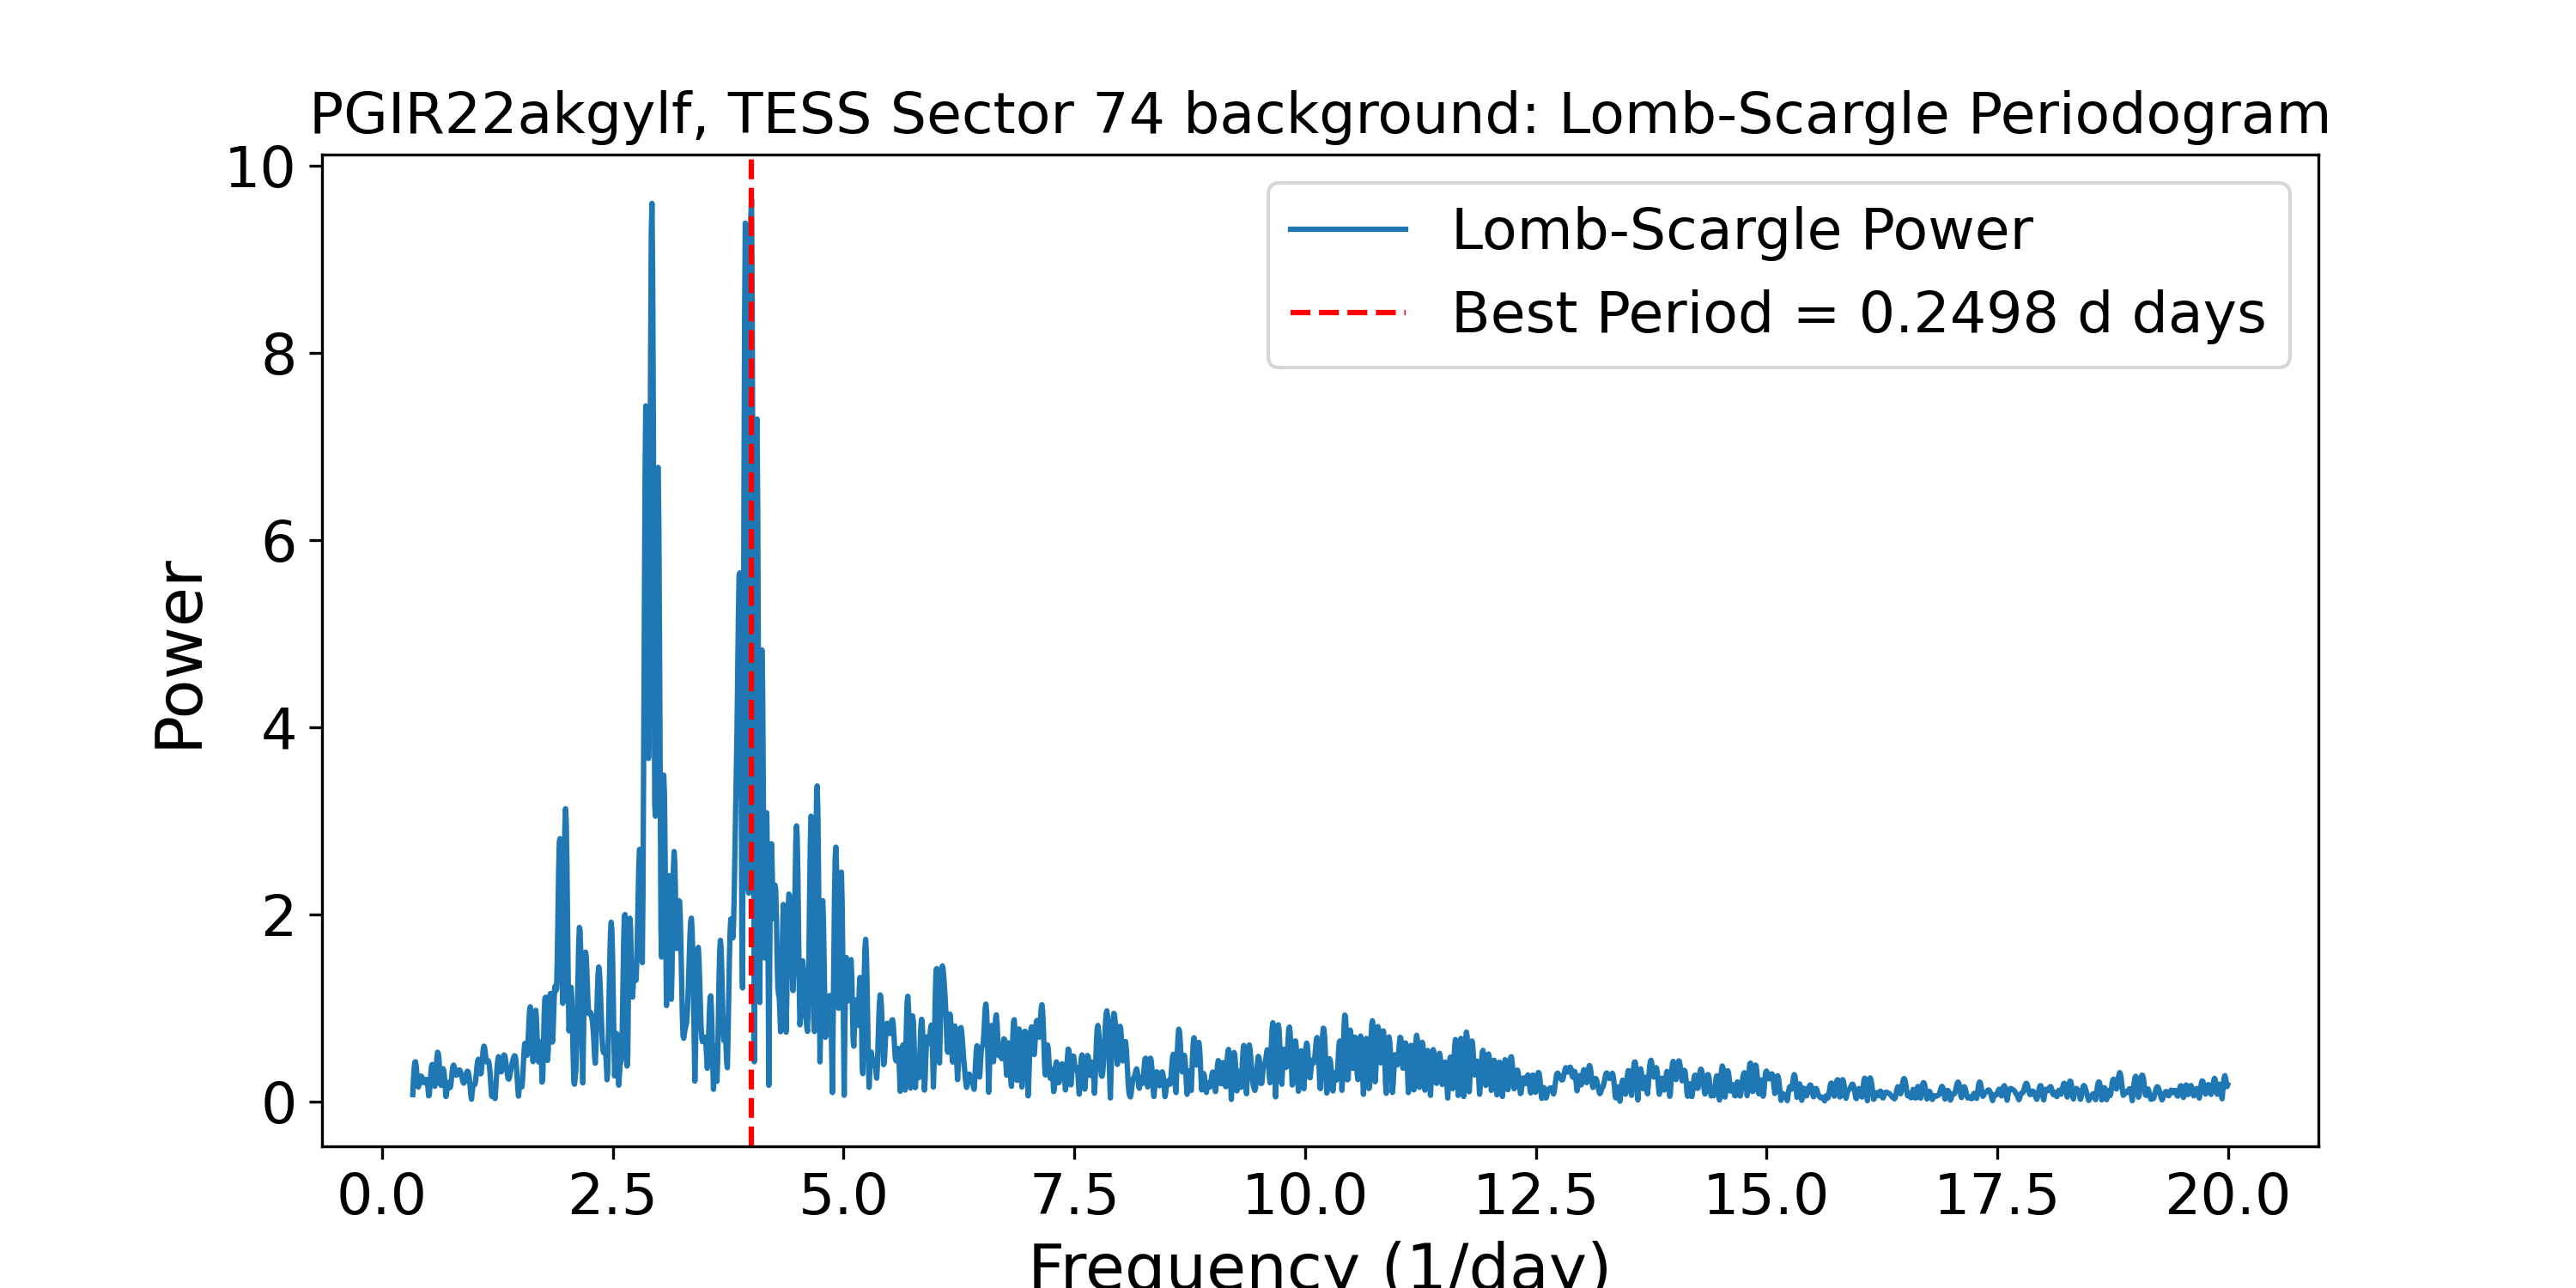 PGIR22akgylf, TESS Sector 74 background: Lomb-Scargle Periodogram
10
8
6
4
2
0
Power
Lomb-Scargle Power
Best Period = 0.2498 d days
0.0 2.5 5.0 7.5 10.0 12.5 15.0 17.5 20.0
Frequency (1/day)